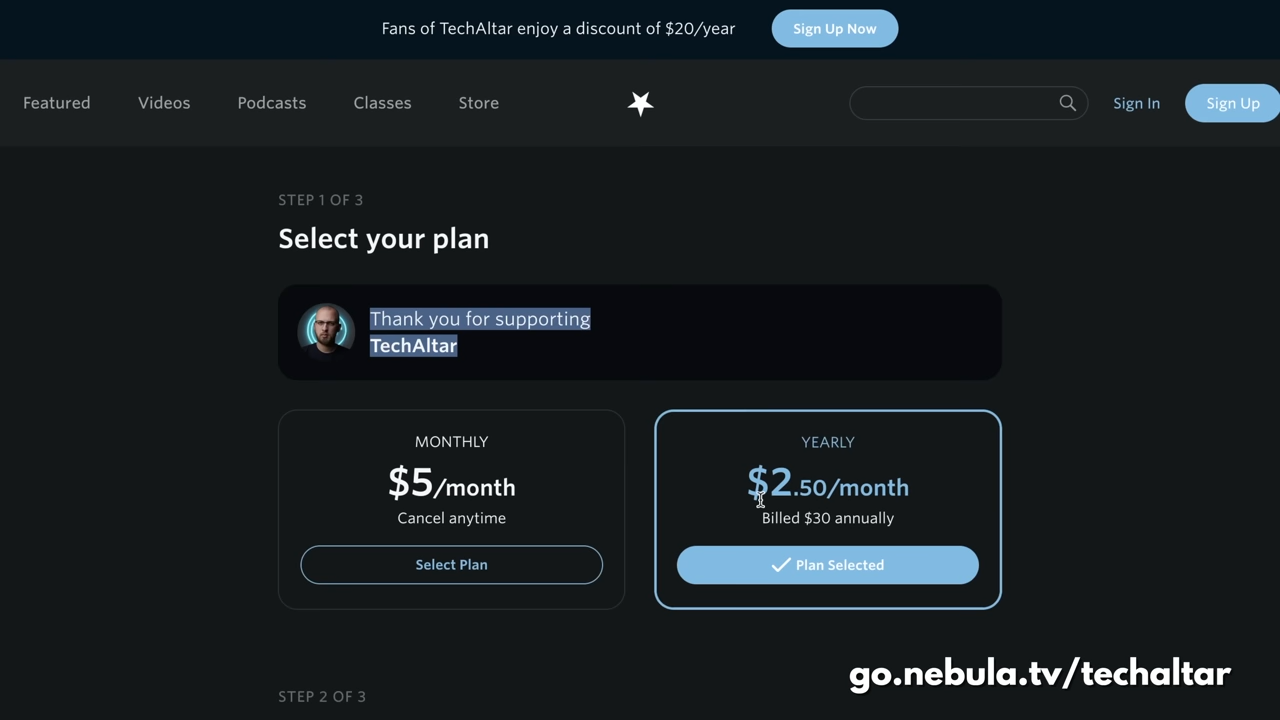 Fans of TechAltar enjoy a discount of $20/year
Sign Up Now
Featured
Videos
Podcasts
Classes
Store
Sign In
Sign Up
STEP 1 OF 3
Select your plan
Thank you for supporting
TechAltar
MONTHLY
$5/month
Cancel anytime
Select Plan
YEARLY
$2.50/month
Billed $30 annually
Plan Selected
STEP 2 OF 3
go.nebula.tv/techaltar